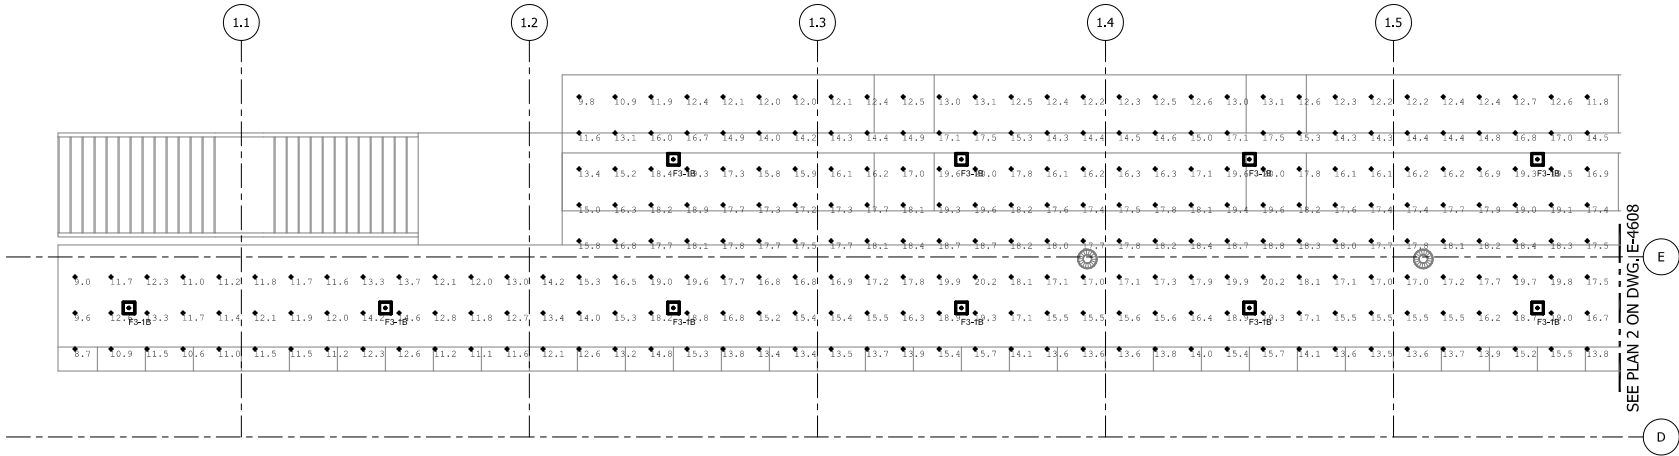 1.1 1.2 1.3 1.4 1.5
9.8 10.9 11.9 12.4 12.1 12.0 12.0 12.1 12.4 12.5 13.0 13.1 12.5 12.4 12.2 12.3 12.5 12.6 13.0 13.1 12.6 12.3 12.2 12.2 12.4 12.4 12.7 12.6 11.8
11.6 13.1 16.0 16.7 14.9 14.0 14.2 14.3 14.4 14.9 17.1 17.5 15.3 14.3 14.4 14.5 14.6 15.0 17.1 17.5 15.3 14.3 14.3 14.4 14.4 14.8 16.8 17.0 14.5
13.4 15.2 18.4 17.3 15.8 15.9 16.1 16.2 17.0 19.6 17.8 16.1 16.2 16.3 16.3 17.1 19.6 17.8 16.1 16.1 16.2 16.2 16.9 19.3 16.9
F3-1B F3-1B F3-1B F3-1B
15.0 16.3 18.2 18.9 17.7 17.3 17.2 17.3 17.7 18.1 19.3 19.6 18.2 17.6 17.4 17.5 17.8 18.1 19.4 19.6 18.2 17.6 17.4 17.4 17.7 17.9 19.0 19.1 17.4
15.8 16.8 17.7 18.1 17.8 17.7 17.5 17.7 18.1 18.4 18.7 18.7 18.2 18.0 17.7 17.8 18.2 18.4 18.7 18.8 18.3 18.0 17.7 17.8 18.1 18.2 18.4 18.3 17.5
E
9.0 11.7 12.3 11.0 11.2 11.8 11.7 11.6 13.3 13.7 12.1 12.0 13.0 14.2 15.3 16.5 19.0 19.6 17.8 16.8 16.8 16.9 17.2 17.8 19.9 20.2 18.1 17.1 17.0 17.1 17.3 17.9 19.9 20.2 18.1 17.1 17.0 17.0 17.2 17.7 19.7 19.8 17.5
9.6 13.3 11.7 11.4 12.1 11.9 12.0 14.2 12.8 11.8 12.7 13.4 14.0 15.3 18.2 16.8 15.2 15.4 15.4 15.5 16.3 18.9 19.3 17.1 15.5 15.5 15.6 15.6 16.4 18.9 19.3 17.1 15.5 15.5 15.5 15.5 16.2 18.7 19.0 16.7
F3-1B F3-1B F3-1B F3-1B F3-1B F3-1B
8.7 10.9 11.5 10.6 11.0 11.5 11.5 11.2 12.3 12.6 11.2 11.1 11.6 12.1 12.6 13.2 14.8 15.3 13.8 13.4 13.4 13.5 13.7 13.9 15.4 15.7 14.1 13.6 13.6 13.6 13.8 14.0 15.4 15.7 14.1 13.6 13.5 13.6 13.7 13.9 15.2 15.5 13.8
SEE PLAN 2 ON DWG. E-4608
D